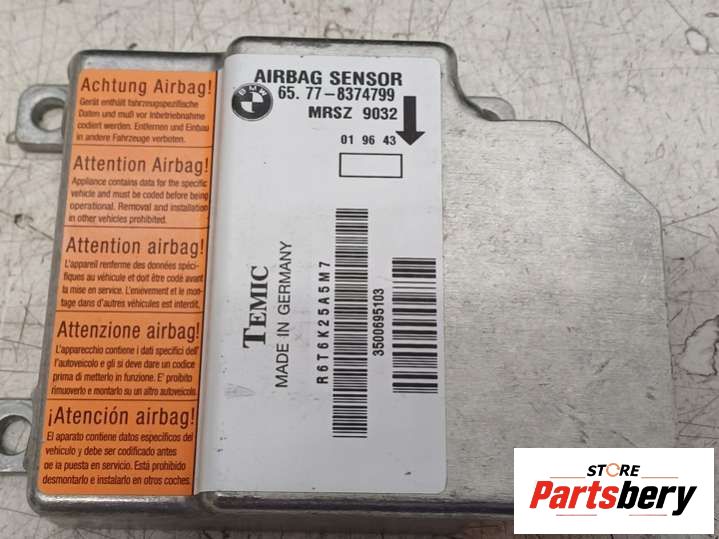 Achtung Airbag!
Gerät enthält fahrzeugspezifische
Daten und muß vor Inbetriebnahme
codiert werden. Entfernen und Einbau
in andere Fahrzeuge verboten.
Attention Airbag!
Appliance contains data for the specific
vehicle and must be coded before being
operational. Removal and installation
in other vehicles prohibited.
Attention airbag!
L'appareil renferme des données spéci-
fiques au véhicule et doit être codé avant
la mise en service. L'enievement et le mon-
tage dans d'autres véhicules est interdit.
Attenzione airbag!
L'apparecchio contiene i dati specifici dell'
l'autoveicolo e gli si deve dare un codice
prima di metterlo in funzione. E' proibito
rimuoverlo e montarlo su un altro autoveicolo.
¡Atención airbag!
El aparato contiene datos específicos del
vehículo y debe ser codificado antes
de la puesta en servicio. Está prohibido
desmontarlo e instalarlo en otros coches.
AIRBAG SENSOR
BMW
65.77-8374799
MRSZ 9032
01 96 43
TEMIC
MADE IN GERMANY
R6T6K25A5M7
3500695103
STORE
Partsbery